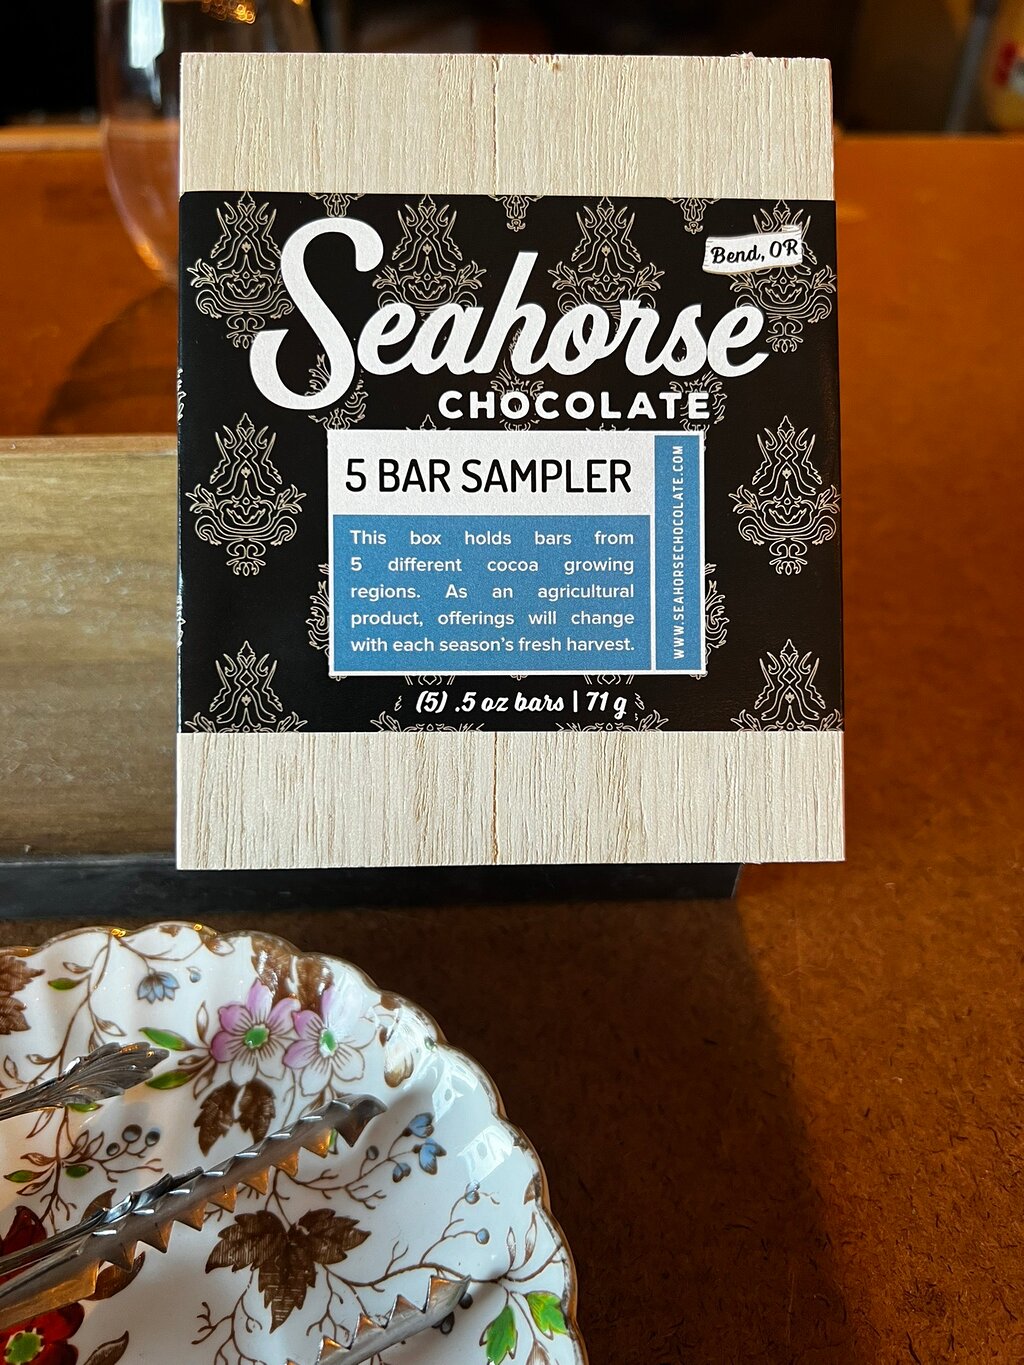 Bend, OR
Seahorse
CHOCOLATE
5 BAR SAMPLER
This box holds bars from
5 different cocoa growing
regions. As an agricultural
product, offerings will change
with each season's fresh harvest.
WWW.SEAHORSECHOCOLATE.COM
(5) .5 oz bars | 71 g